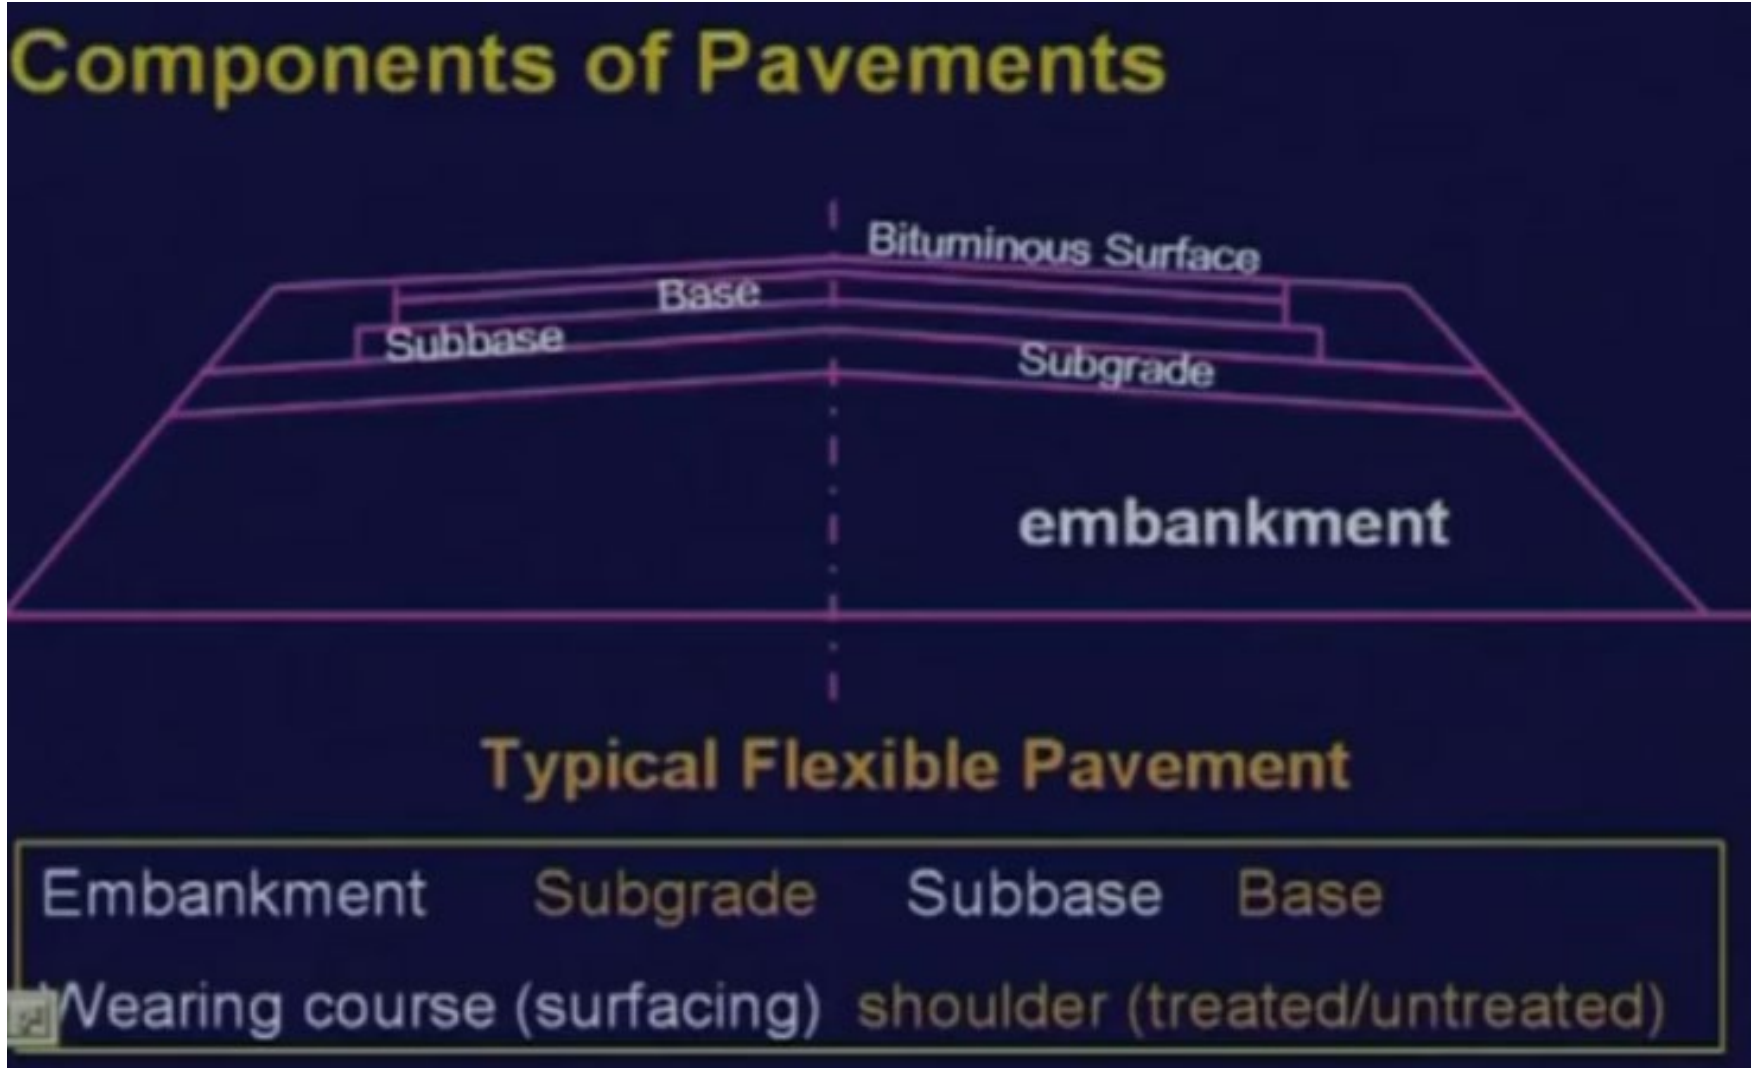 Components of Pavements
Bituminous Surface
Base
Subbase
Subgrade
embankment
Typical Flexible Pavement
Embankment Subgrade Subbase Base
Wearing course (surfacing) shoulder (treated/untreated)